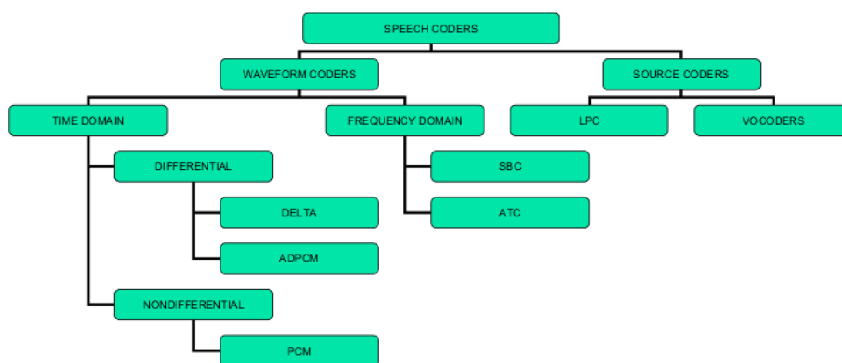 SPEECH CODERS
WAVEFORM CODERS
SOURCE CODERS
TIME DOMAIN
FREQUENCY DOMAIN
LPC
VOCODERS
DIFFERENTIAL
SBC
DELTA
ATC
ADPCM
NONDIFFERENTIAL
PCM